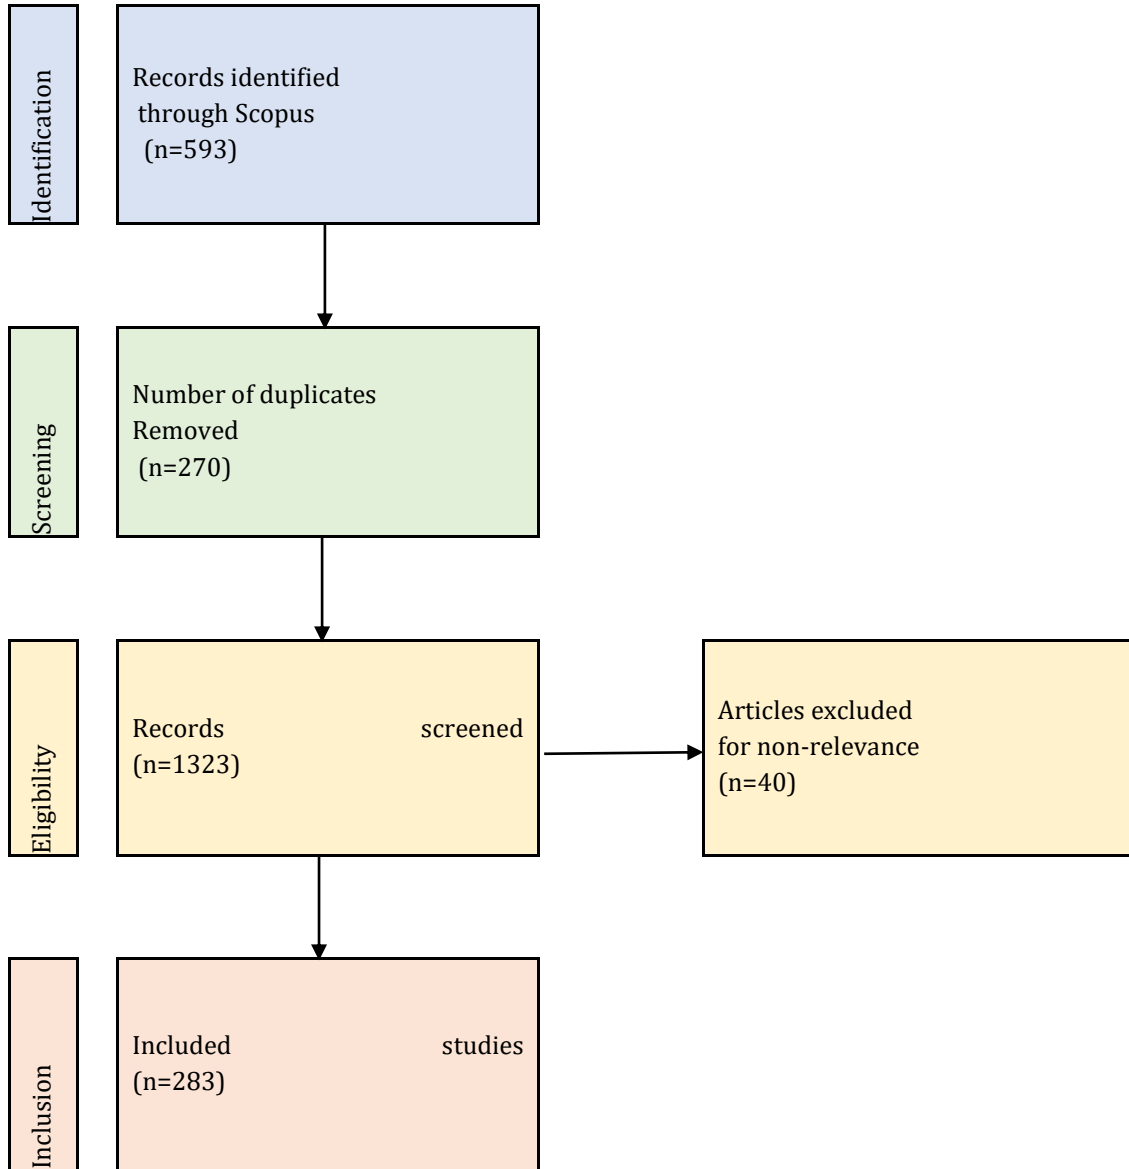 Identification
Records identified
through Scopus
(n=593)
Screening
Number of duplicates
Removed
(n=270)
Eligibility
Records screened
(n=1323)
Articles excluded
for non-relevance
(n=40)
Inclusion
Included studies
(n=283)